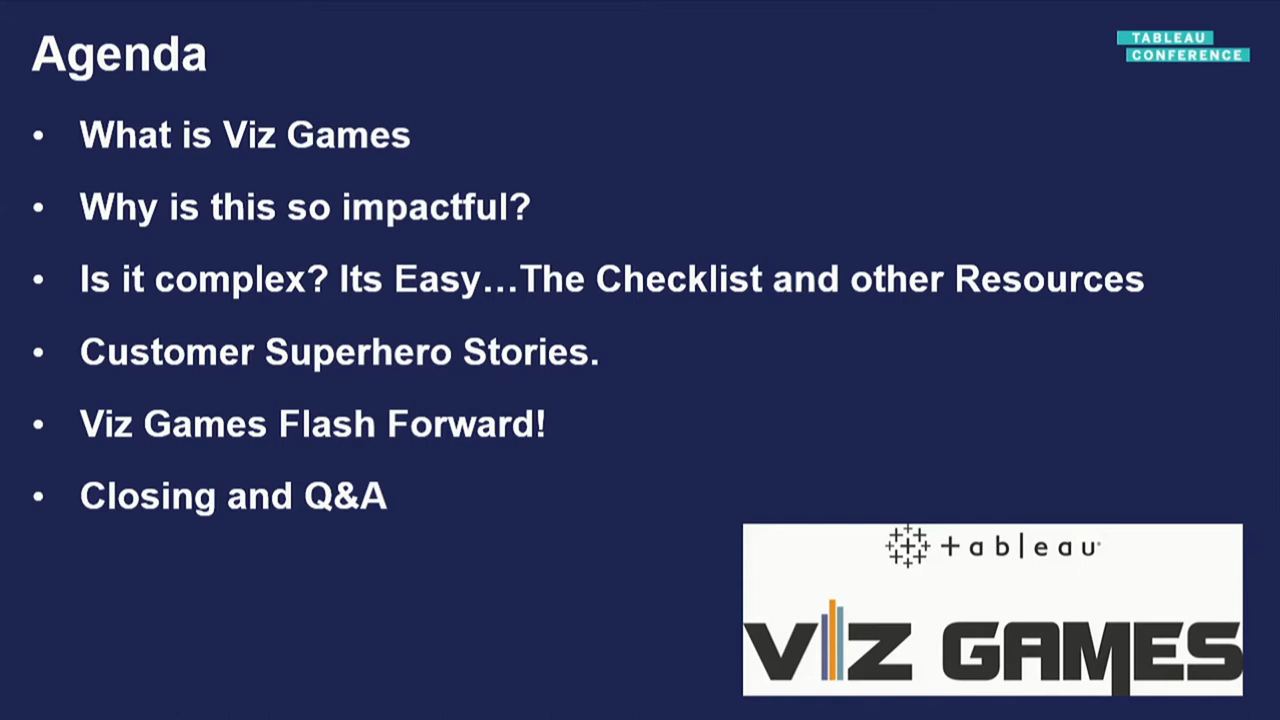 Agenda
TABLEAU
CONFERENCE
• What is Viz Games
• Why is this so impactful?
• Is it complex? Its Easy…The Checklist and other Resources
• Customer Superhero Stories.
• Viz Games Flash Forward!
• Closing and Q&A
+ableau
VIZ GAMES